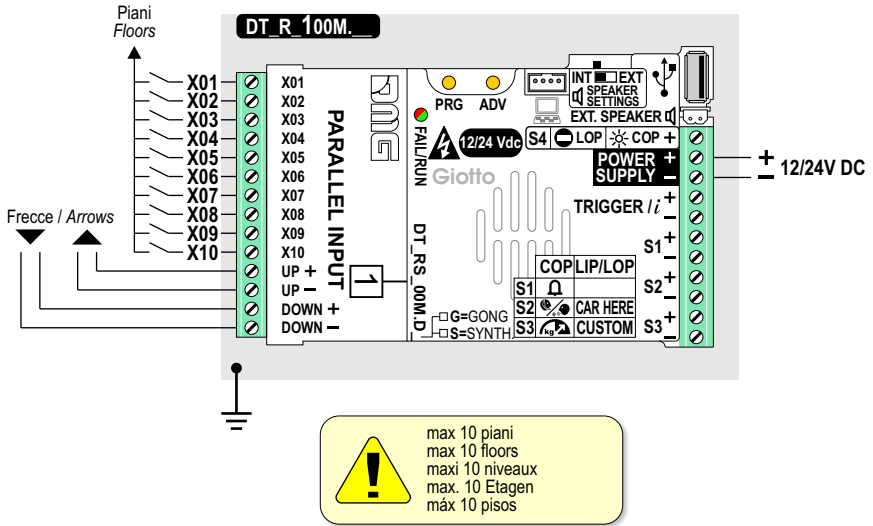 Piani
Floors
DT_R_100M.__
X01
X02
X03
X04
X05
X06
X07
X08
X09
X10
Frecce / Arrows
X01
X02
X03
X04
X05
X06
X07
X08
X09
X10
UP +
UP −
DOWN +
DOWN −
PARALLEL INPUT
1
DMG
PRG
ADV
FAIL/RUN
12/24 Vdc
Giotto
DT_RS_00M.D_
G=GONG
S=SYNTH.
INT
EXT
SPEAKER
SETTINGS
EXT. SPEAKER
S4
LOP
COP +
POWER +
SUPPLY −
TRIGGER / i + −
S1 + −
S2 + −
S3 + −
COP LIP/LOP
S1
S2 CAR HERE
S3 kg CUSTOM
+
−
12/24V DC
max 10 piani
max 10 floors
maxi 10 niveaux
max. 10 Etagen
máx 10 pisos